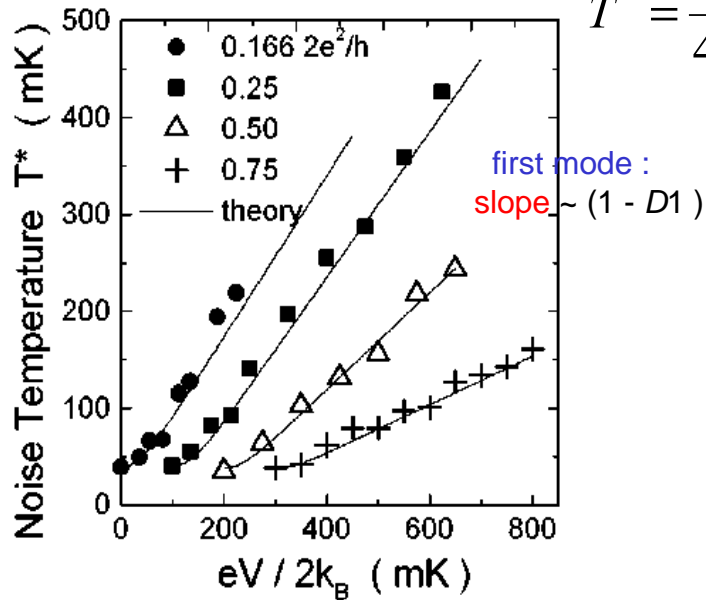 T = Δ
500
400
300
200
100
0
Noise Temperature T* ( mK )
0.166 2e²/h
0.25
0.50
0.75
theory
first mode :
slope ~ (1 - D1 )
0 200 400 600 800
eV / 2k_B ( mK )